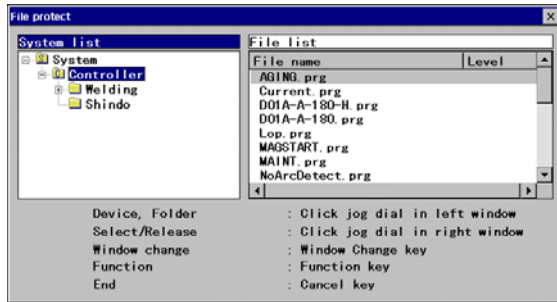 File protect
System list
System
Controller
Welding
Shindo
File list
File name Level
AGING.prg
Current.prg
D01A-A-180-H.prg
D01A-A-180.prg
Lop.prg
MAGSTART.prg
MAINT.prg
NoArcDetect.prg
Device, Folder : Click jog dial in left window
Select/Release : Click jog dial in right window
Window change : Window Change key
Function : Function key
End : Cancel key